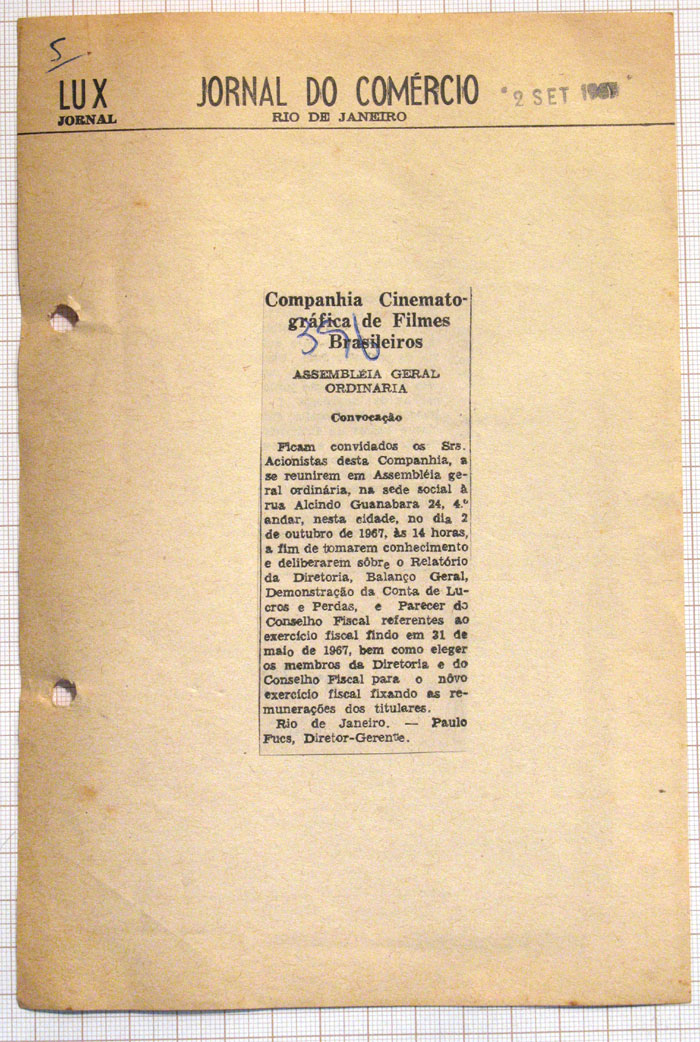 5
LUX
JORNAL
JORNAL DO COMÉRCIO
RIO DE JANEIRO
2 SET 1967
Companhia Cinemato-
gráfica de Filmes
Brasileiros
ASSEMBLÉIA GERAL
ORDINARIA
Convocação
Ficam convidados os Srs.
Acionistas desta Companhia, a
se reunirem em Assembléia ge-
ral ordinária, na sede social à
rua Alcindo Guanabara 24, 4.º
andar, nesta cidade, no dia 2
de outubro de 1967, às 14 horas,
a fim de tomarem conhecimento
e deliberarem sôbre o Relatório
da Diretoria, Balanço Geral,
Demonstração da Conta de Lu-
cros e Perdas, e Parecer do
Conselho Fiscal referentes ao
exercício fiscal findo em 31 de
maio de 1967, bem como eleger
os membros da Diretoria e do
Conselho Fiscal para o nôvo
exercício fiscal fixando as re-
munerações dos titulares.
Rio de Janeiro. — Paulo
Fucs, Diretor-Gerente.